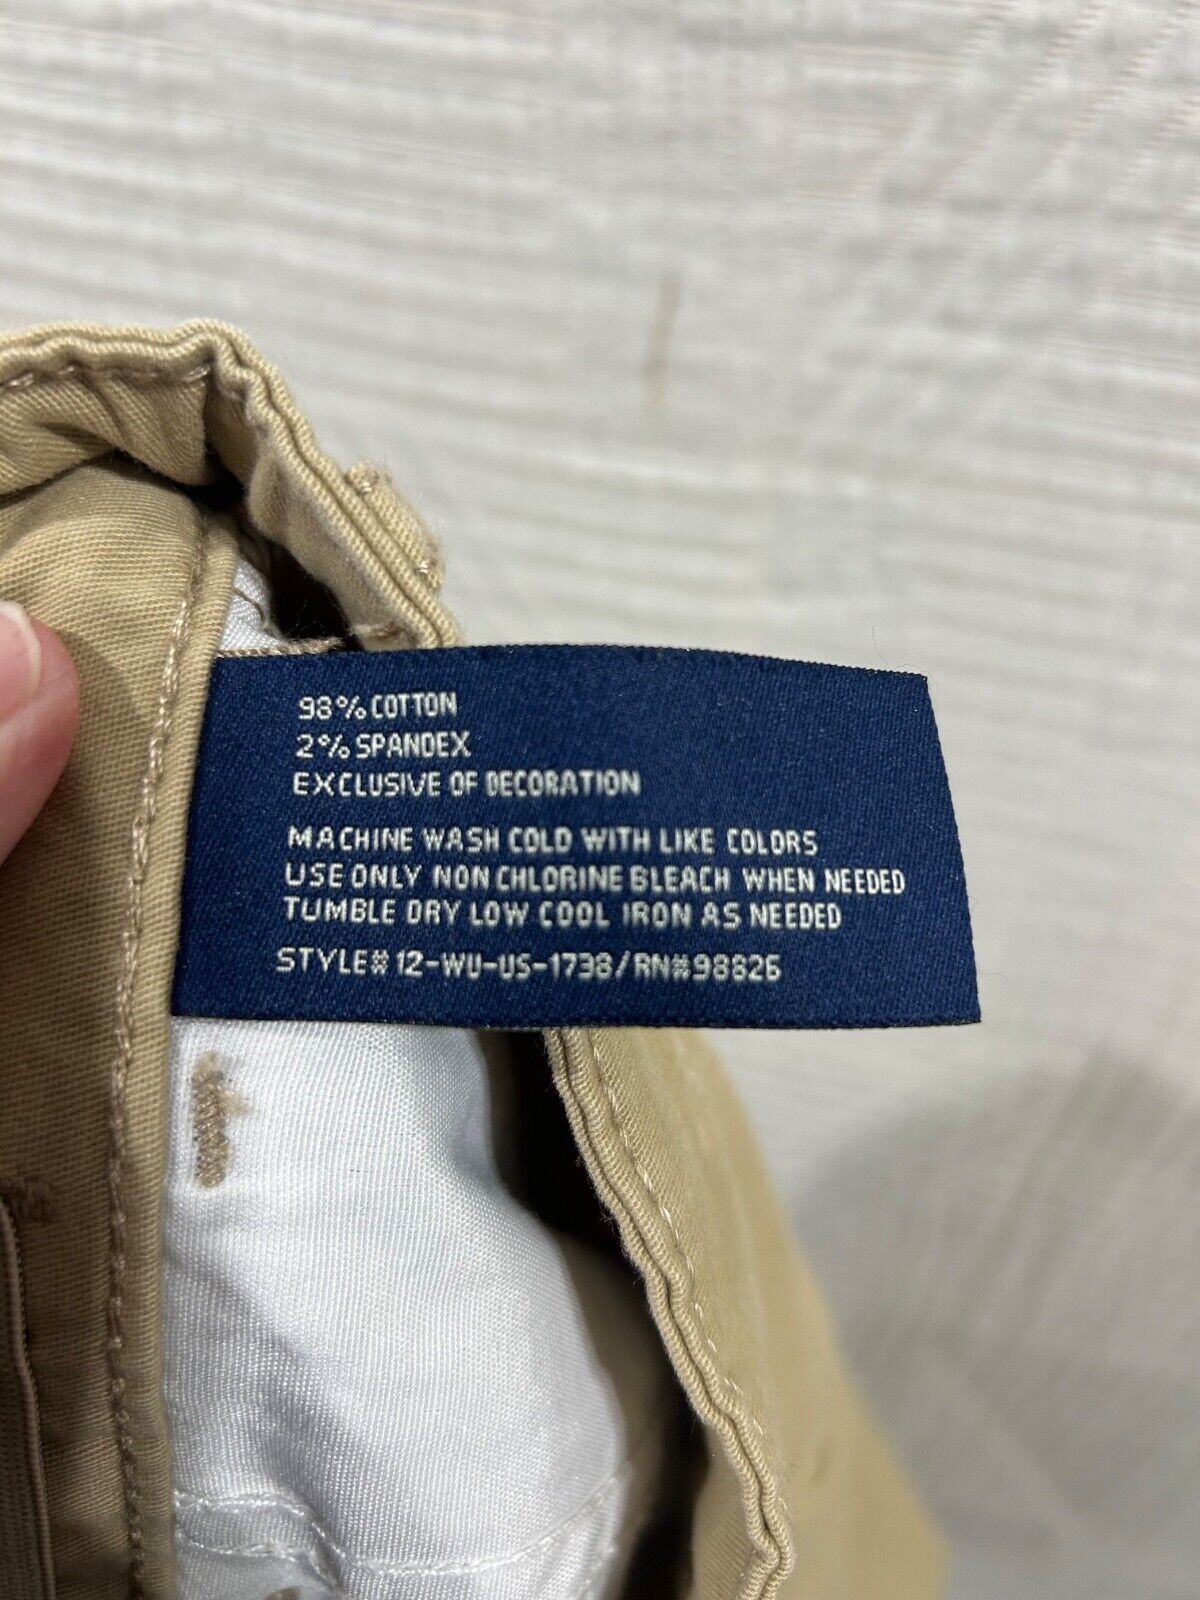 98% COTTON
2% SPANDEX
EXCLUSIVE OF DECORATION
MACHINE WASH COLD WITH LIKE COLORS
USE ONLY NON CHLORINE BLEACH WHEN NEEDED
TUMBLE DRY LOW COOL IRON AS NEEDED
STYLE# 12-WU-US-1738/RN#98826